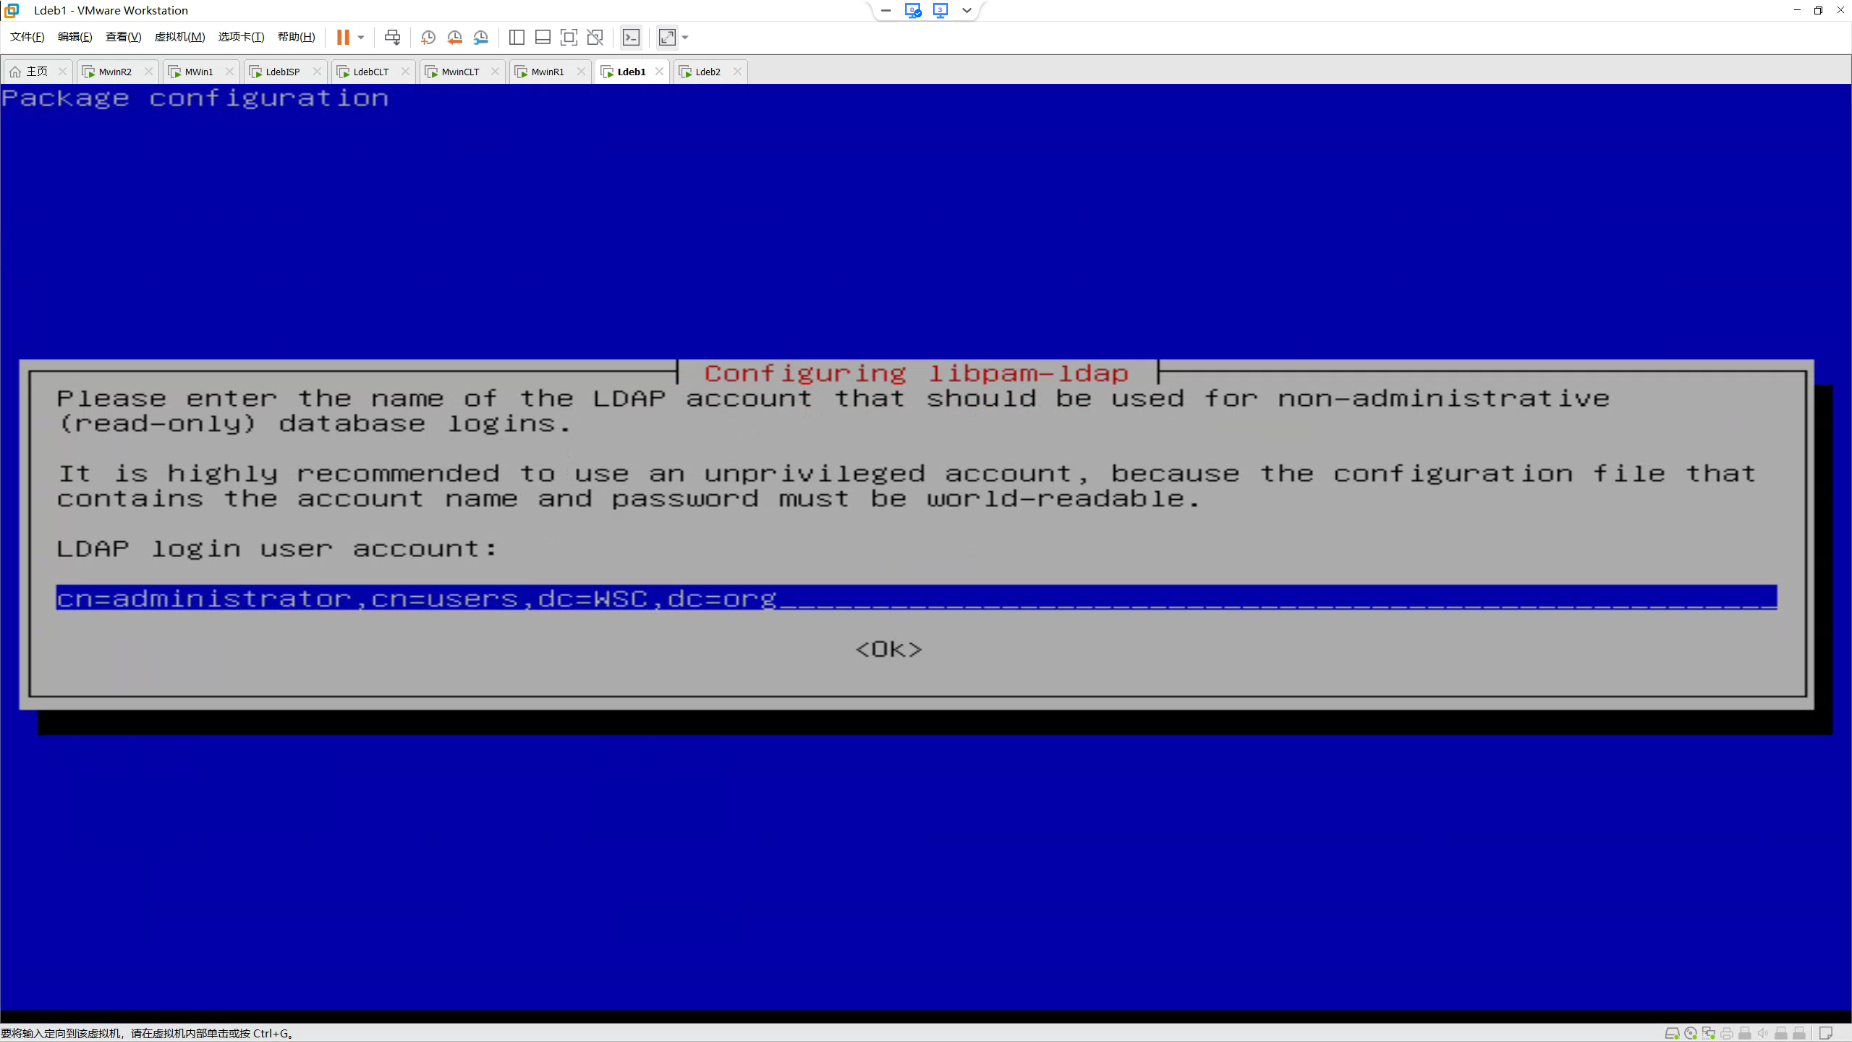 Ldeb1 - VMware Workstation
文件(F) 编辑(E) 查看(V) 虚拟机(M) 选项卡(T) 帮助(H)
主页 MwinR2 MWin1 LdebISP LdebCLT MwinCLT MwinR1 Ldeb1 Ldeb2
Package configuration
Configuring libpam-ldap
Please enter the name of the LDAP account that should be used for non-administrative
(read-only) database logins.
It is highly recommended to use an unprivileged account, because the configuration file that
contains the account name and password must be world-readable.
LDAP login user account:
cn=administrator,cn=users,dc=WSC,dc=org
<Ok>
要将输入定向到该虚拟机，请在虚拟机内部单击或按 Ctrl+G。